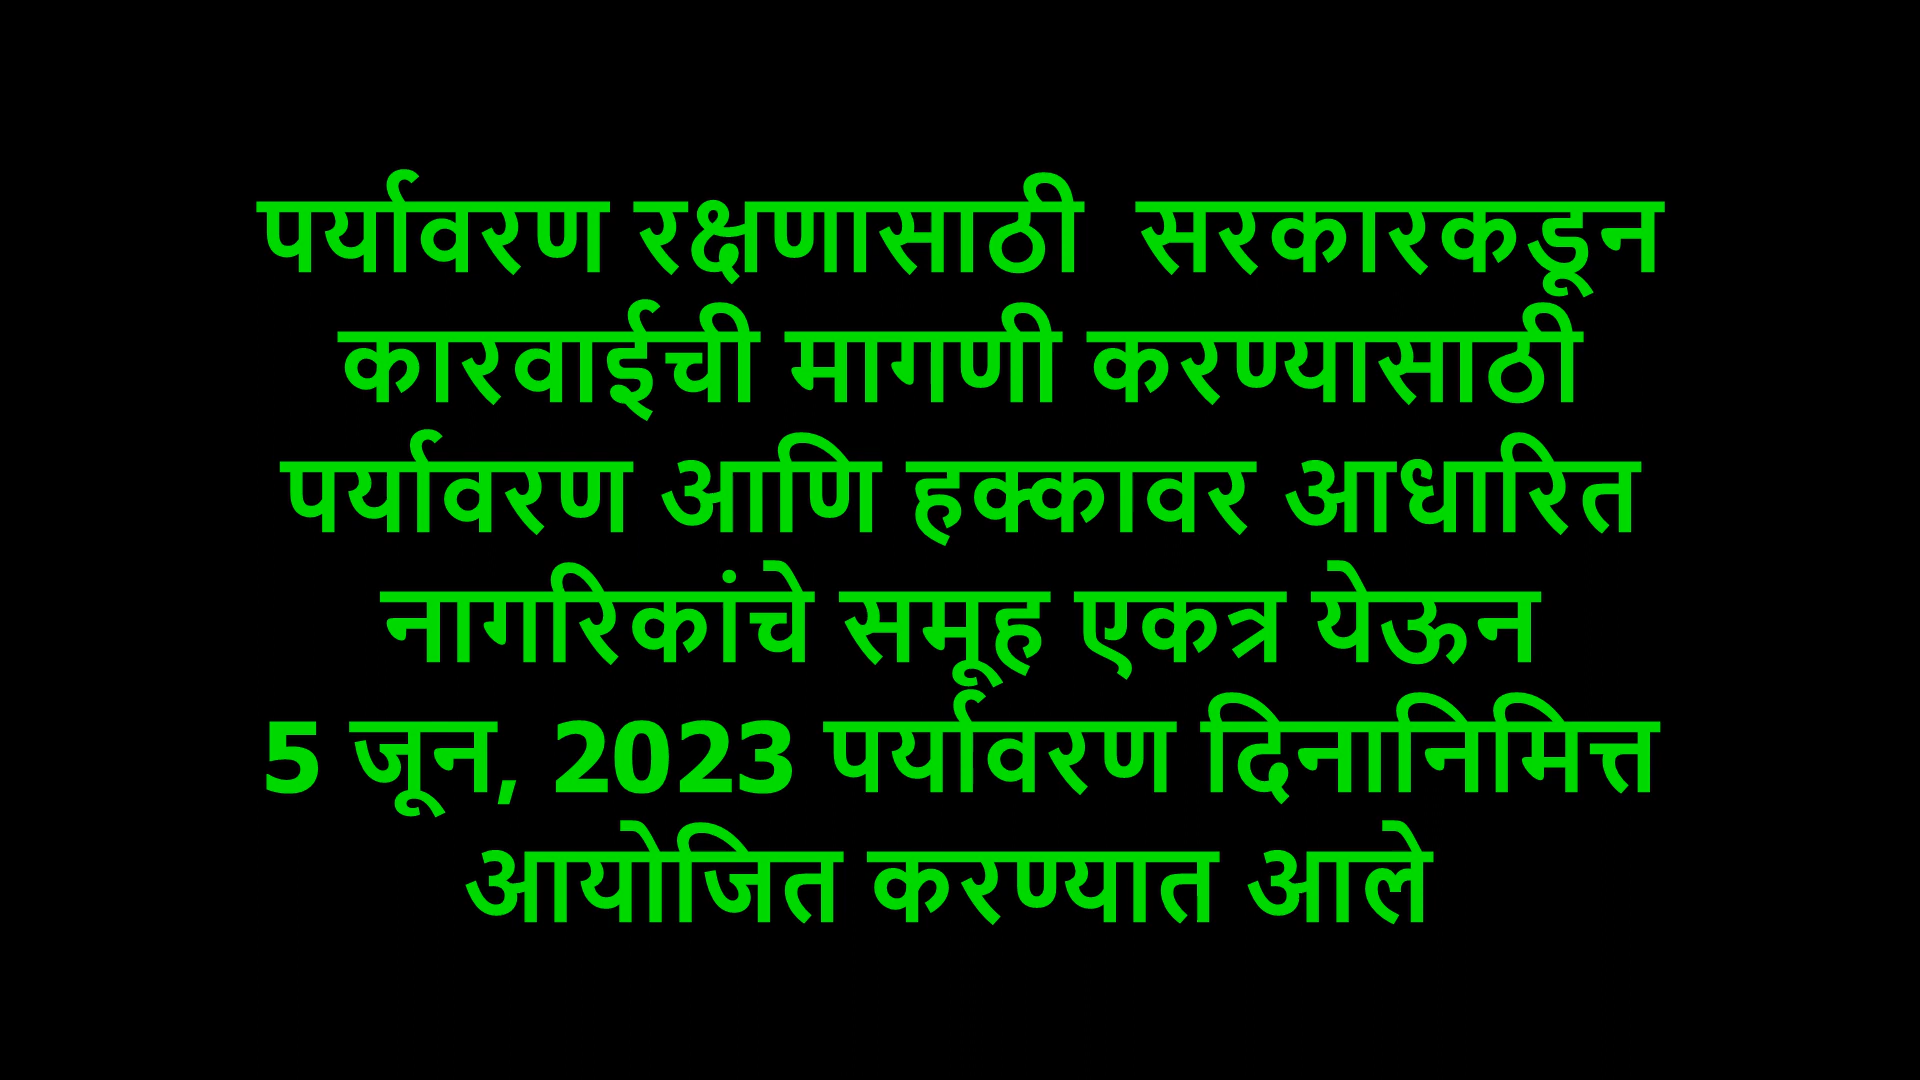 पर्यावरण रक्षणासाठी  सरकारकडून
कारवाईची मागणी करण्यासाठी
पर्यावरण आणि हक्कावर आधारित
नागरिकांचे समूह एकत्र येऊन
5 जून, 2023 पर्यावरण दिनानिमित्त
आयोजित करण्यात आले